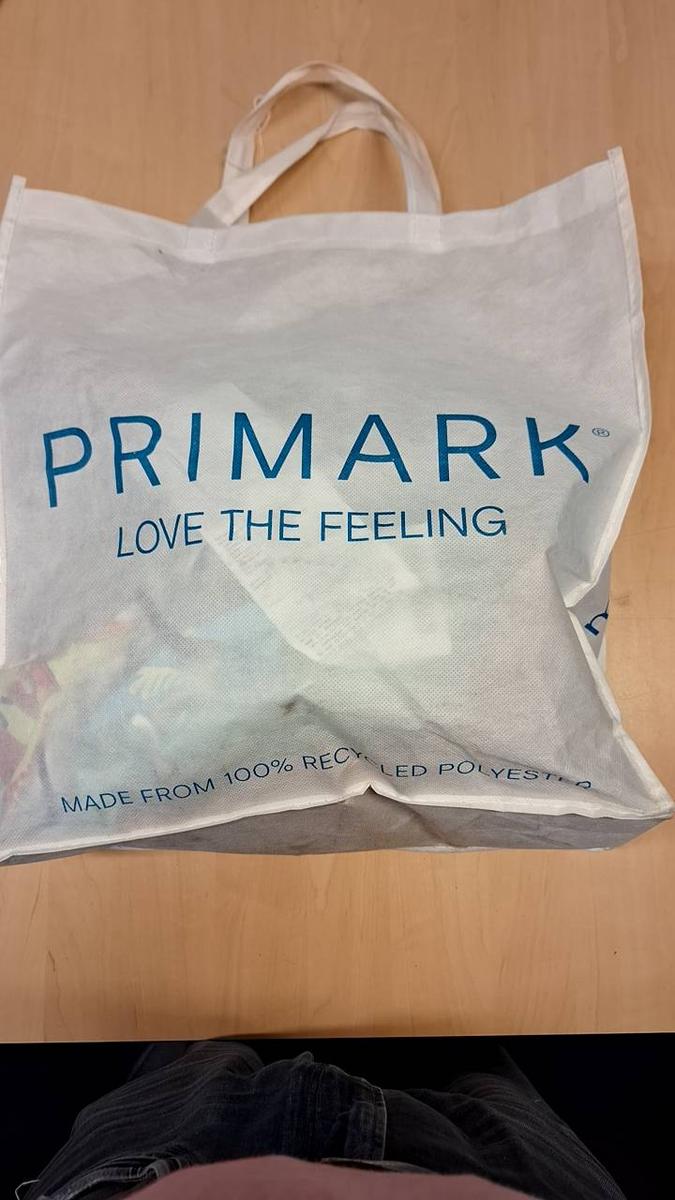 PRIMARK®
LOVE THE FEELING
MADE FROM 100% RECYCLED POLYESTER